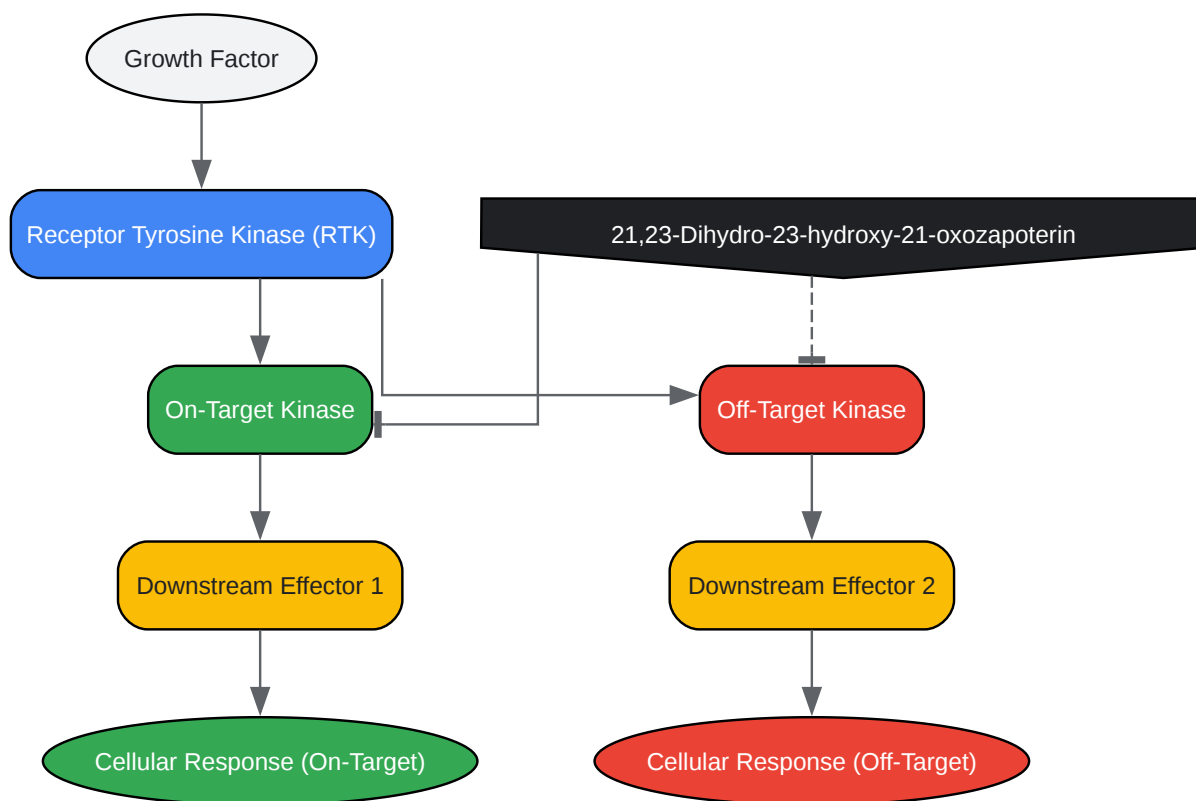 Growth Factor
Receptor Tyrosine Kinase (RTK)
21,23-Dihydro-23-hydroxy-21-oxozapoterin
On-Target Kinase
Off-Target Kinase
Downstream Effector 1
Downstream Effector 2
Cellular Response (On-Target)
Cellular Response (Off-Target)